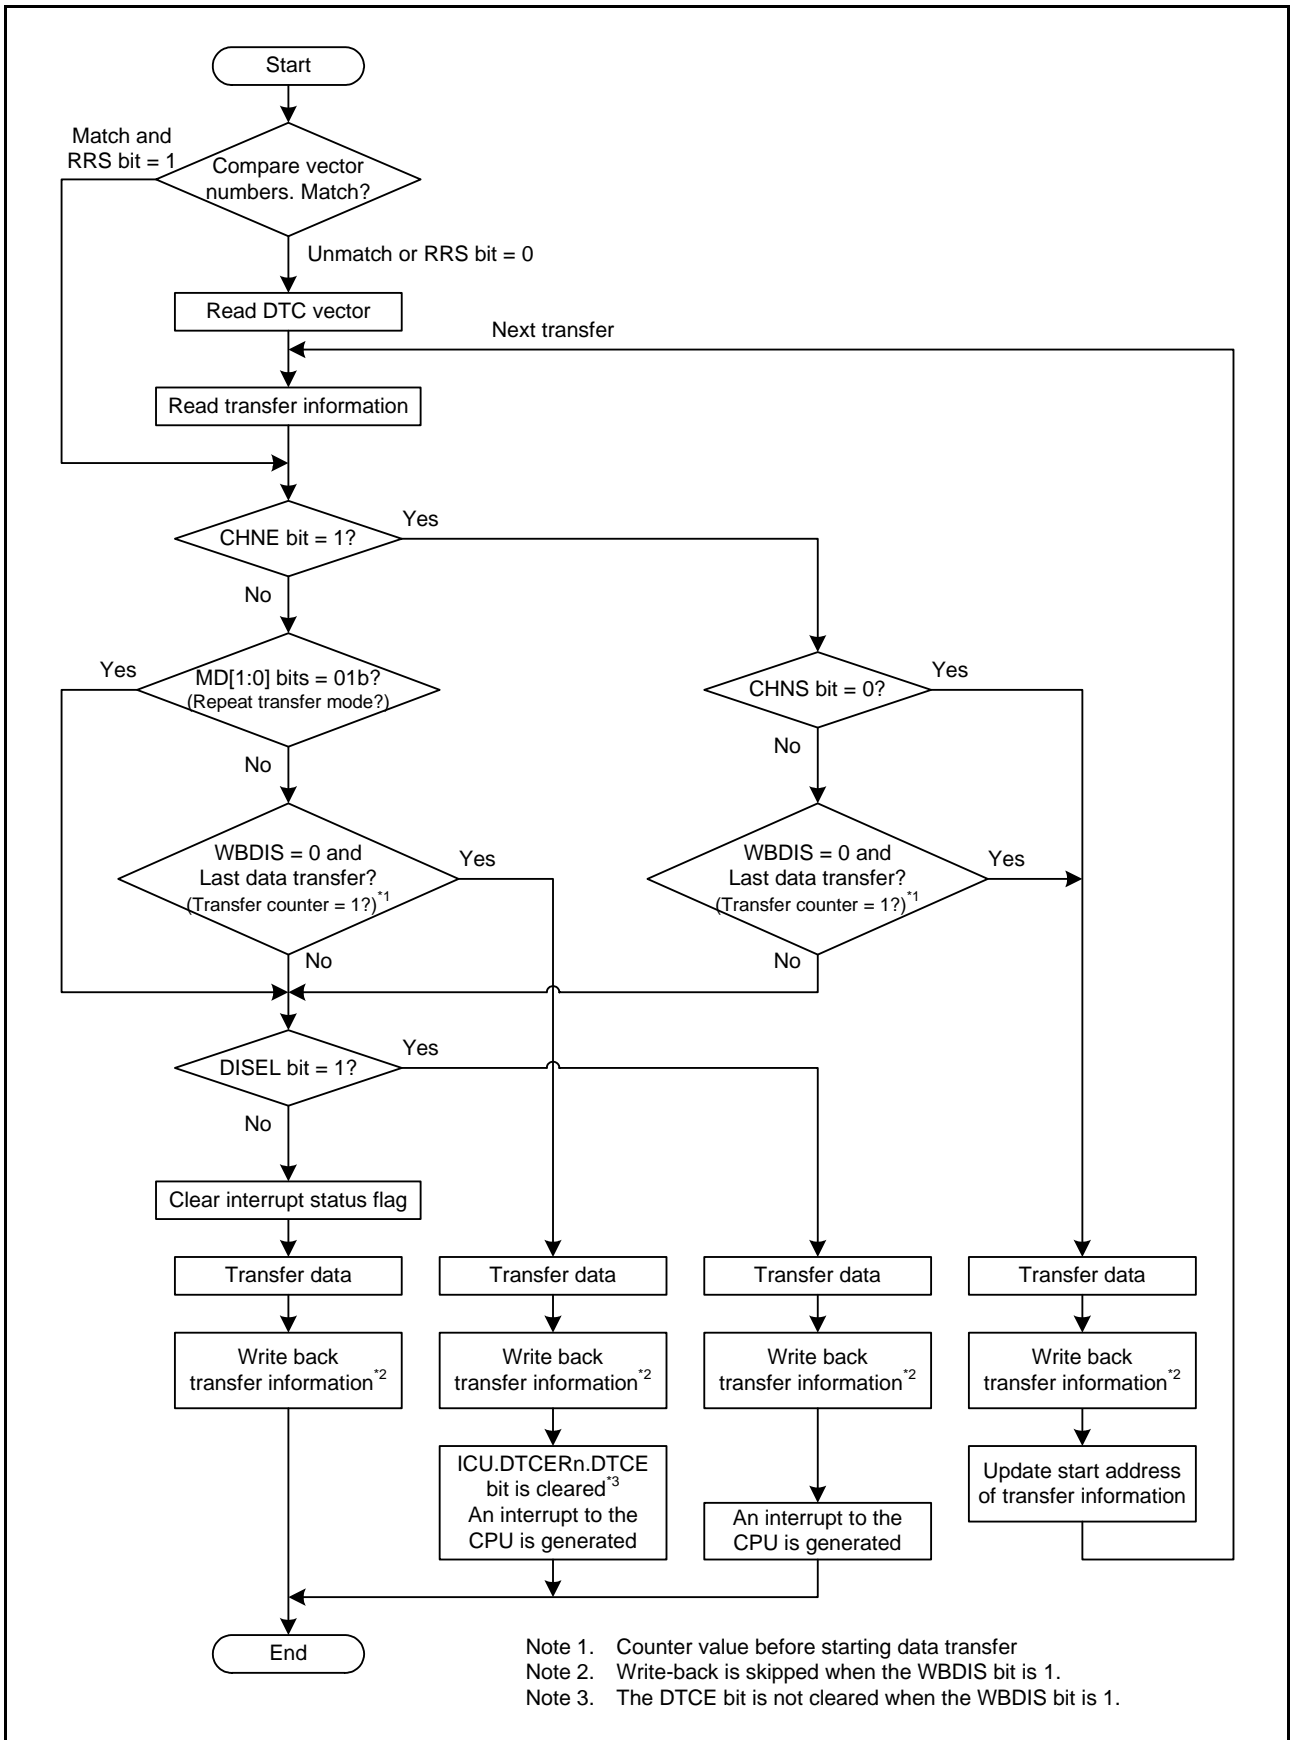 Start
Match and
RRS bit = 1
Compare vector
numbers. Match?
Unmatch or RRS bit = 0
Read DTC vector
Next transfer
Read transfer information
CHNE bit = 1?
Yes
No
MD[1:0] bits = 01b?
(Repeat transfer mode?)
Yes
No
CHNS bit = 0?
Yes
No
WBDIS = 0 and
Last data transfer?
(Transfer counter = 1?)*1
Yes
No
WBDIS = 0 and
Last data transfer?
(Transfer counter = 1?)*1
Yes
No
DISEL bit = 1?
Yes
No
Clear interrupt status flag
Transfer data
Transfer data
Transfer data
Transfer data
Write back
transfer information*2
Write back
transfer information*2
Write back
transfer information*2
Write back
transfer information*2
ICU.DTCERn.DTCE
bit is cleared*3
An interrupt to the
CPU is generated
An interrupt to the
CPU is generated
Update start address
of transfer information
End
Note 1. Counter value before starting data transfer
Note 2. Write-back is skipped when the WBDIS bit is 1.
Note 3. The DTCE bit is not cleared when the WBDIS bit is 1.